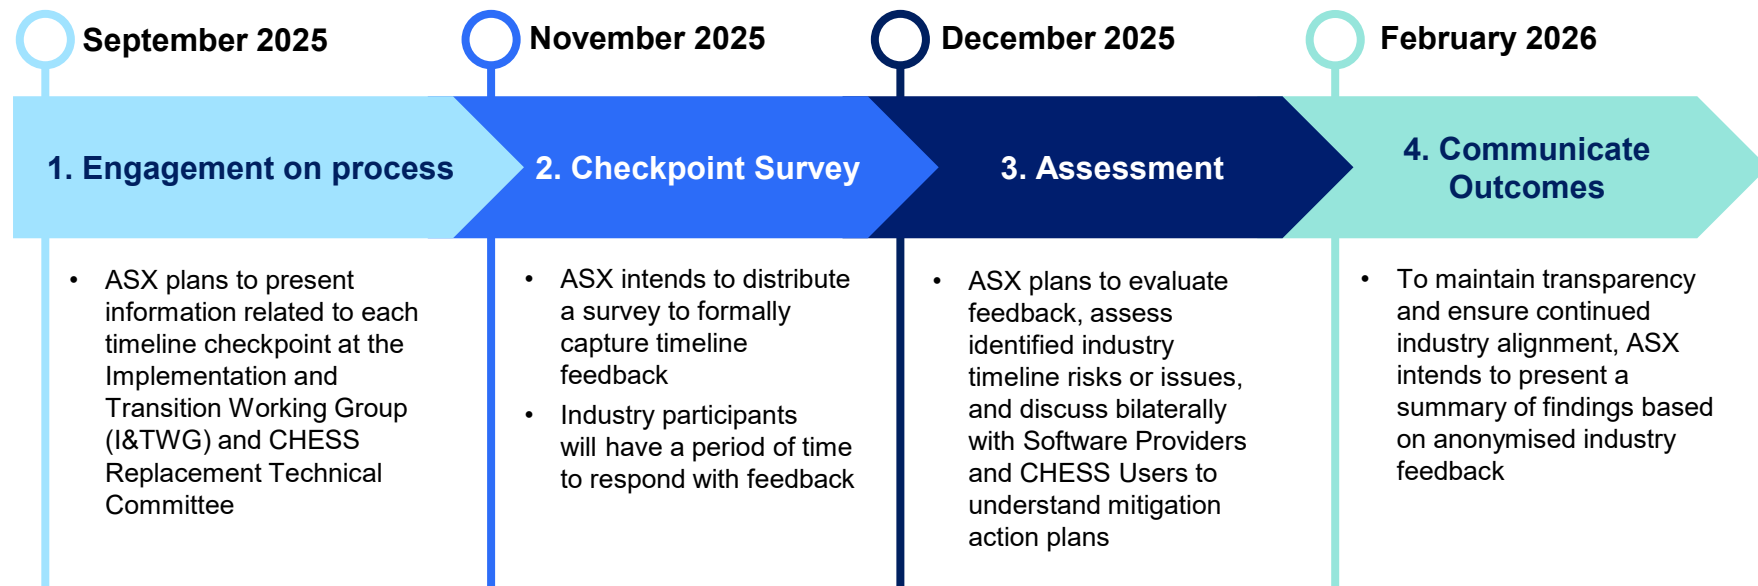 September 2025
1. Engagement on process
• ASX plans to present
information related to each
timeline checkpoint at the
Implementation and
Transition Working Group
(I&TWG) and CHESS
Replacement Technical
Committee
November 2025
2. Checkpoint Survey
• ASX intends to distribute
a survey to formally
capture timeline
feedback
• Industry participants
will have a period of time
to respond with feedback
December 2025
3. Assessment
• ASX plans to evaluate
feedback, assess
identified industry
timeline risks or issues,
and discuss bilaterally
with Software Providers
and CHESS Users to
understand mitigation
action plans
February 2026
4. Communicate
Outcomes
• To maintain transparency
and ensure continued
industry alignment, ASX
intends to present a
summary of findings based
on anonymised industry
feedback